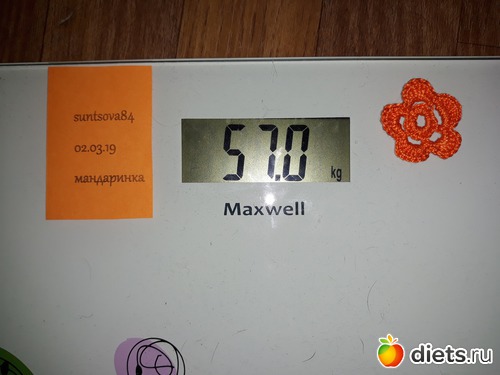 suntsova84
02.03.19
мандаринка
57.0 kg
Maxwell
diets.ru